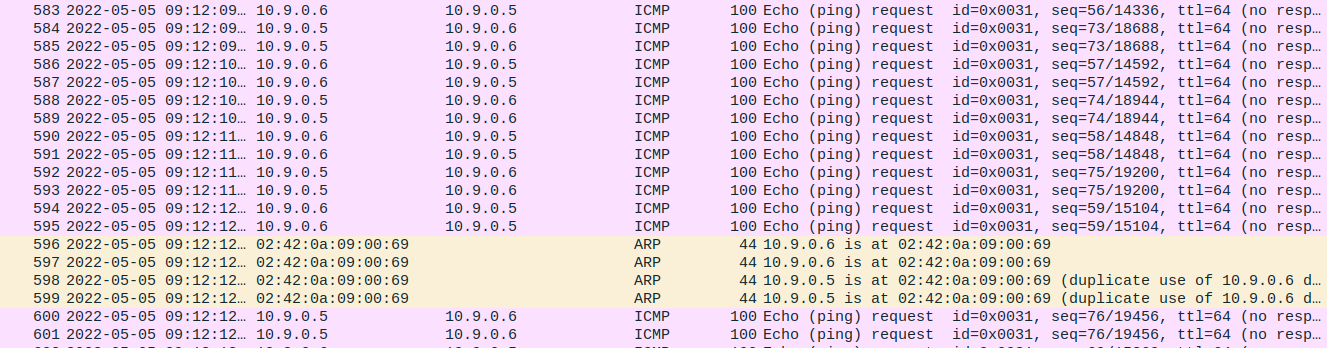 583 2022-05-05 09:12:09… 10.9.0.6 10.9.0.5 ICMP 100 Echo (ping) request id=0x0031, seq=56/14336, ttl=64 (no resp…
584 2022-05-05 09:12:09… 10.9.0.5 10.9.0.6 ICMP 100 Echo (ping) request id=0x0031, seq=73/18688, ttl=64 (no resp…
585 2022-05-05 09:12:09… 10.9.0.5 10.9.0.6 ICMP 100 Echo (ping) request id=0x0031, seq=73/18688, ttl=64 (no resp…
586 2022-05-05 09:12:10… 10.9.0.6 10.9.0.5 ICMP 100 Echo (ping) request id=0x0031, seq=57/14592, ttl=64 (no resp…
587 2022-05-05 09:12:10… 10.9.0.6 10.9.0.5 ICMP 100 Echo (ping) request id=0x0031, seq=57/14592, ttl=64 (no resp…
588 2022-05-05 09:12:10… 10.9.0.5 10.9.0.6 ICMP 100 Echo (ping) request id=0x0031, seq=74/18944, ttl=64 (no resp…
589 2022-05-05 09:12:10… 10.9.0.5 10.9.0.6 ICMP 100 Echo (ping) request id=0x0031, seq=74/18944, ttl=64 (no resp…
590 2022-05-05 09:12:11… 10.9.0.6 10.9.0.5 ICMP 100 Echo (ping) request id=0x0031, seq=58/14848, ttl=64 (no resp…
591 2022-05-05 09:12:11… 10.9.0.6 10.9.0.5 ICMP 100 Echo (ping) request id=0x0031, seq=58/14848, ttl=64 (no resp…
592 2022-05-05 09:12:11… 10.9.0.5 10.9.0.6 ICMP 100 Echo (ping) request id=0x0031, seq=75/19200, ttl=64 (no resp…
593 2022-05-05 09:12:11… 10.9.0.5 10.9.0.6 ICMP 100 Echo (ping) request id=0x0031, seq=75/19200, ttl=64 (no resp…
594 2022-05-05 09:12:12… 10.9.0.6 10.9.0.5 ICMP 100 Echo (ping) request id=0x0031, seq=59/15104, ttl=64 (no resp…
595 2022-05-05 09:12:12… 10.9.0.6 10.9.0.5 ICMP 100 Echo (ping) request id=0x0031, seq=59/15104, ttl=64 (no resp…
596 2022-05-05 09:12:12… 02:42:0a:09:00:69 ARP 44 10.9.0.6 is at 02:42:0a:09:00:69
597 2022-05-05 09:12:12… 02:42:0a:09:00:69 ARP 44 10.9.0.6 is at 02:42:0a:09:00:69
598 2022-05-05 09:12:12… 02:42:0a:09:00:69 ARP 44 10.9.0.5 is at 02:42:0a:09:00:69 (duplicate use of 10.9.0.6 d…
599 2022-05-05 09:12:12… 02:42:0a:09:00:69 ARP 44 10.9.0.5 is at 02:42:0a:09:00:69 (duplicate use of 10.9.0.6 d…
600 2022-05-05 09:12:12… 10.9.0.5 10.9.0.6 ICMP 100 Echo (ping) request id=0x0031, seq=76/19456, ttl=64 (no resp…
601 2022-05-05 09:12:12… 10.9.0.5 10.9.0.6 ICMP 100 Echo (ping) request id=0x0031, seq=76/19456, ttl=64 (no resp…